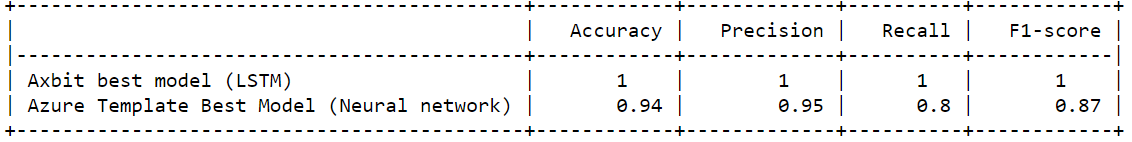 Accuracy | Precision | Recall | F1-score
Axbit best model (LSTM) | 1 | 1 | 1 | 1
Azure Template Best Model (Neural network) | 0.94 | 0.95 | 0.8 | 0.87